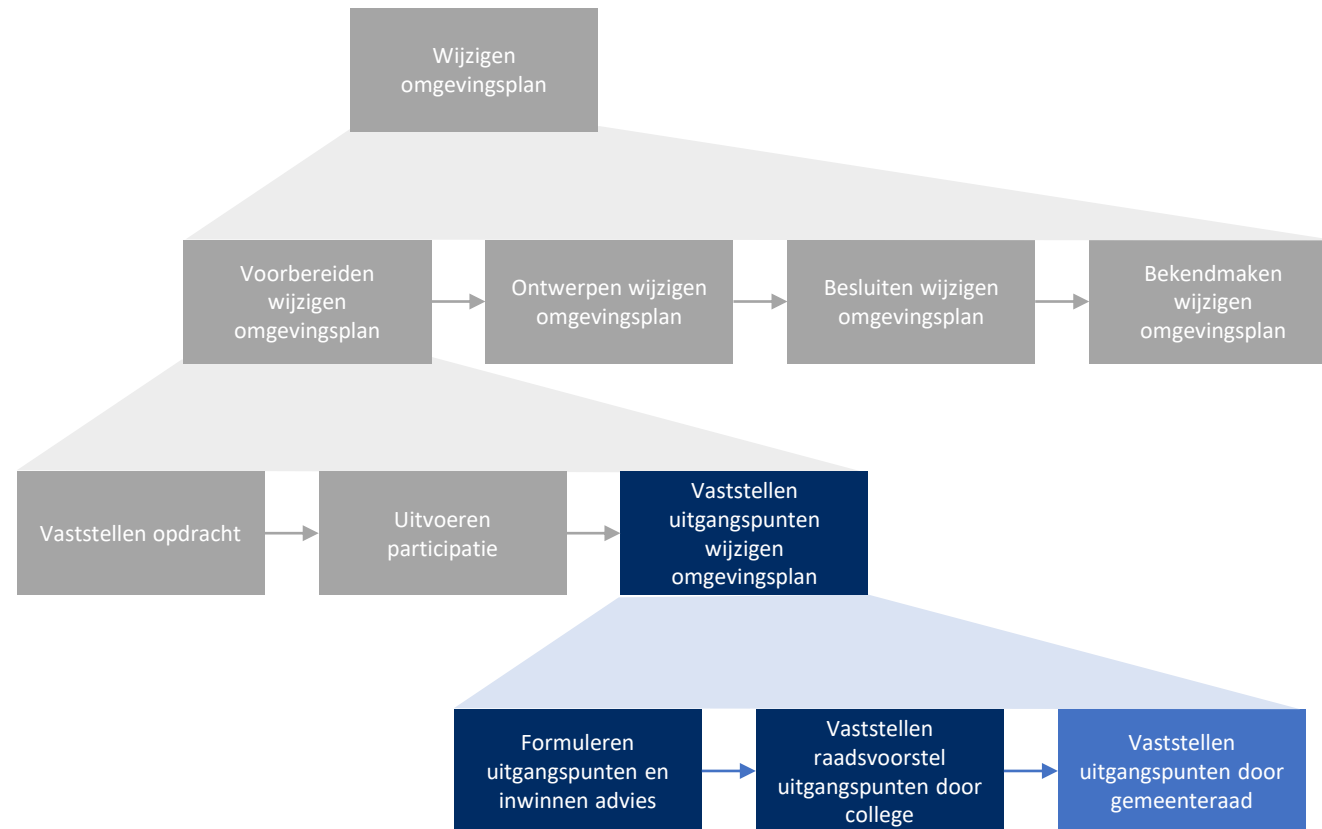 Wijzigen
omgevingsplan
Voorbereiden
wijzigen
omgevingsplan
Ontwerpen wijzigen
omgevingsplan
Besluiten wijzigen
omgevingsplan
Bekendmaken
wijzigen
omgevingsplan
Vaststellen opdracht
Uitvoeren
participatie
Vaststellen
uitgangspunten
wijzigen
omgevingsplan
Formuleren
uitgangspunten en
inwinnen advies
Vaststellen
raadsvoorstel
uitgangspunten door
college
Vaststellen
uitgangspunten door
gemeenteraad